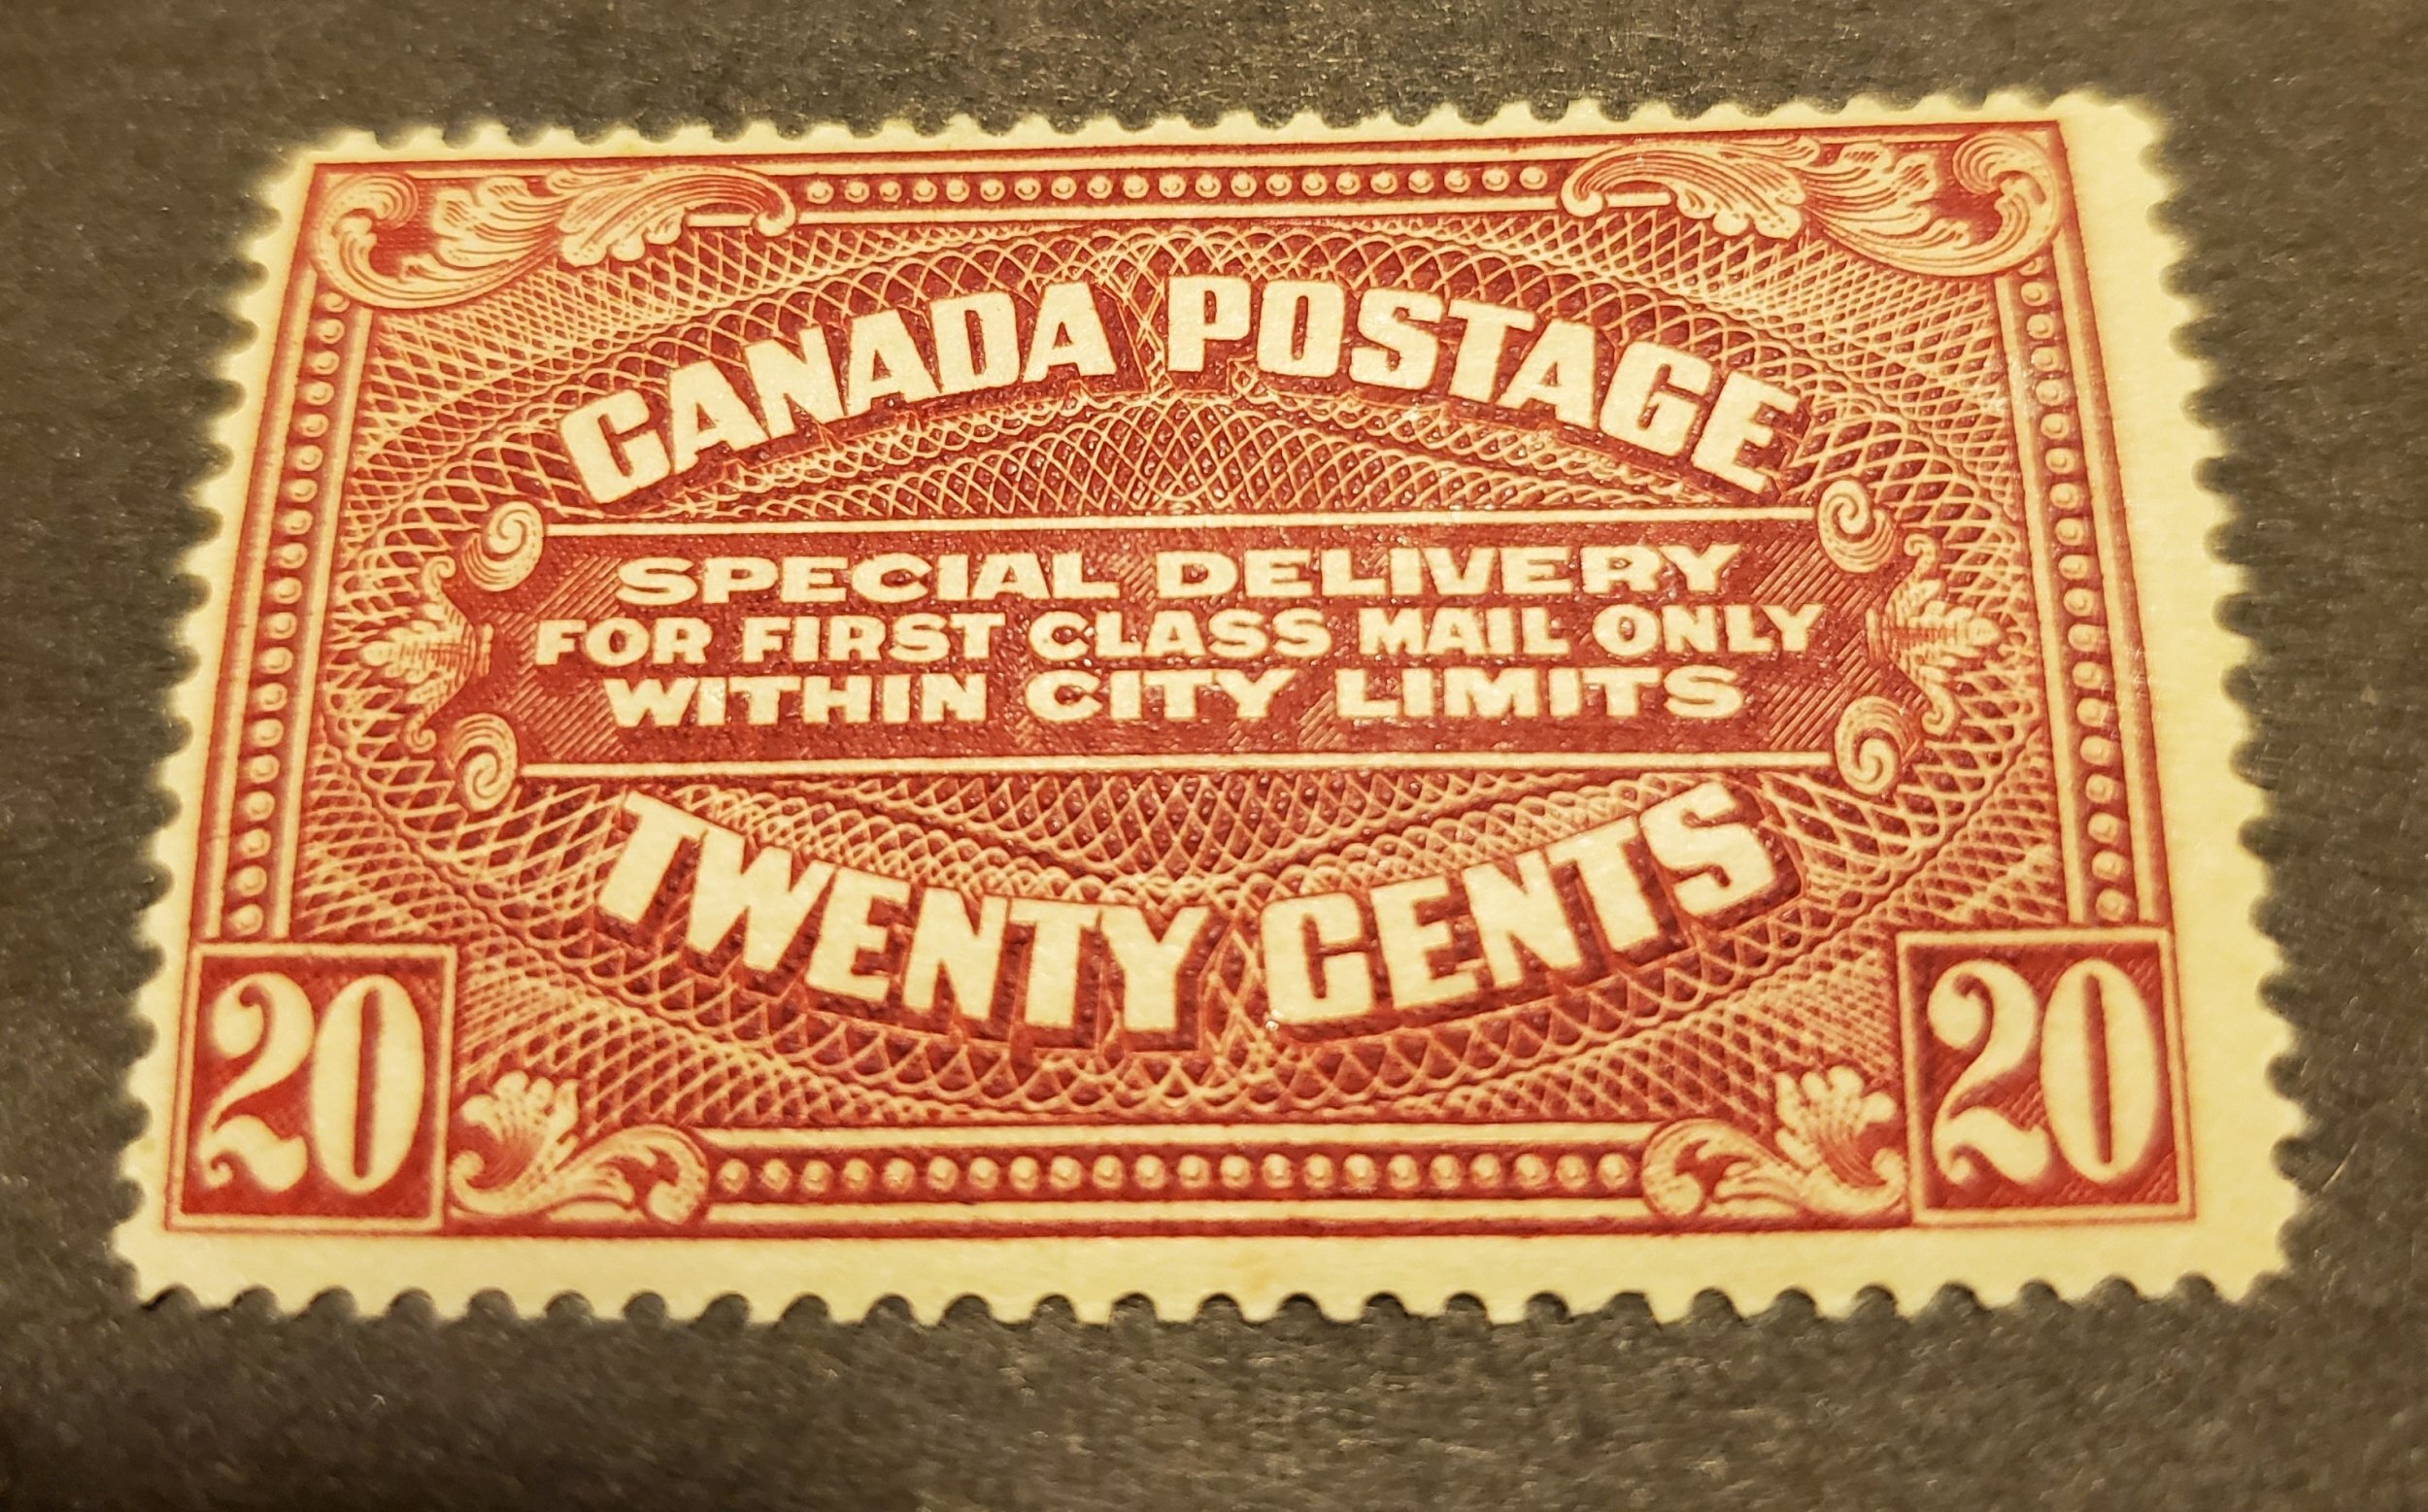 CANADA POSTAGE
SPECIAL DELIVERY
FOR FIRST CLASS MAIL ONLY
WITHIN CITY LIMITS
TWENTY CENTS
20 20